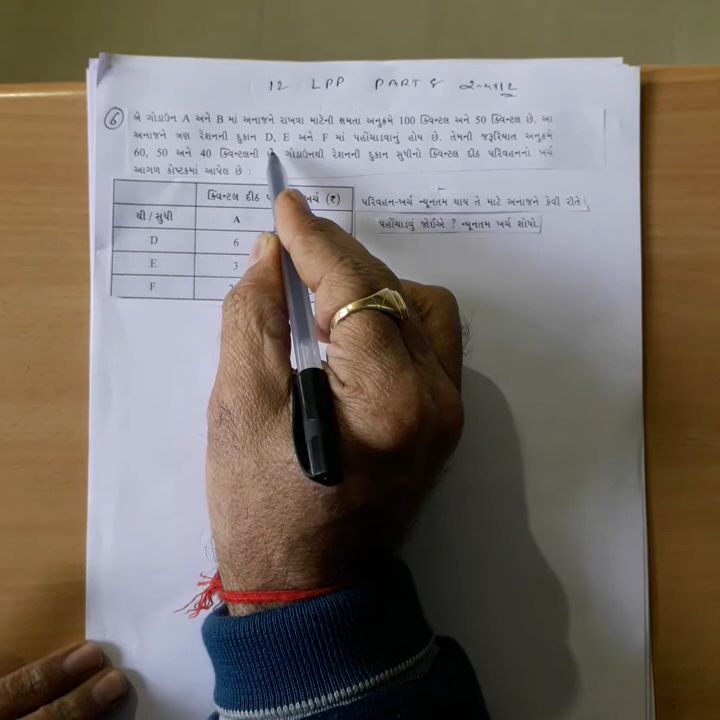 12 LPP PART 8
6 બે ગોડાઉન A અને B માં અનાજને રાખવા માટેની ક્ષમતા અનુક્રમે 100 ક્વિન્ટલ અને 50 ક્વિન્ટલ છે. આ
અનાજને ત્રણ રેશનની દુકાન D, E અને F માં પહોંચાડવાનું હોય છે. તેમની જરૂરિયાત અનુક્રમે
60, 50 અને 40 ક્વિન્ટલની ગોડાઉનથી રેશનની દુકાન સુધીનો ક્વિન્ટલ દીઠ પરિવહનનો ખર્ચ
આગળ કોષ્ટકમાં આપેલ છે :
ક્વિન્ટલ દીઠ ખર્ચ (₹)
થી / સુધી A
D 6
E 3
F
પરિવહન-ખર્ચ ન્યૂનતમ થાય તે માટે અનાજને કેવી રીતે
પહોંચાડવું જોઈએ ? ન્યૂનતમ ખર્ચ શોધો.